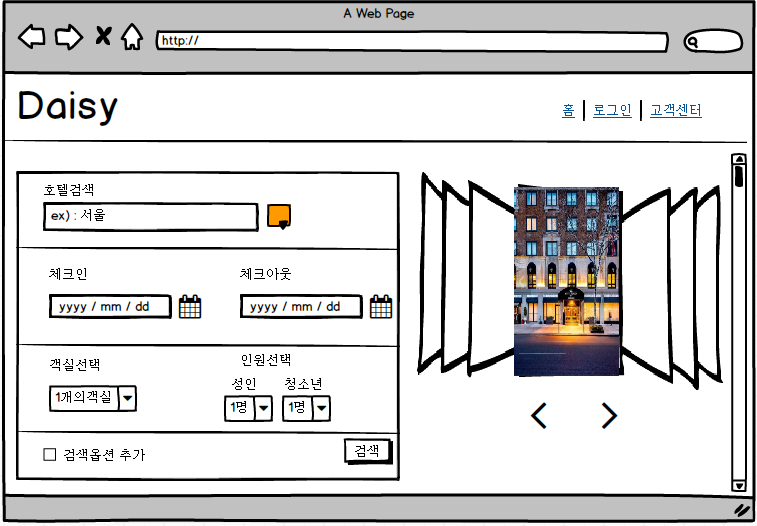 A Web Page
http://
Daisy
홈 | 로그인 | 고객센터
호텔검색
ex) : 서울
체크인 체크아웃
yyyy / mm / dd yyyy / mm / dd
객실선택 인원선택
성인 청소년
1개의객실 1명 1명
검색옵션 추가 검색